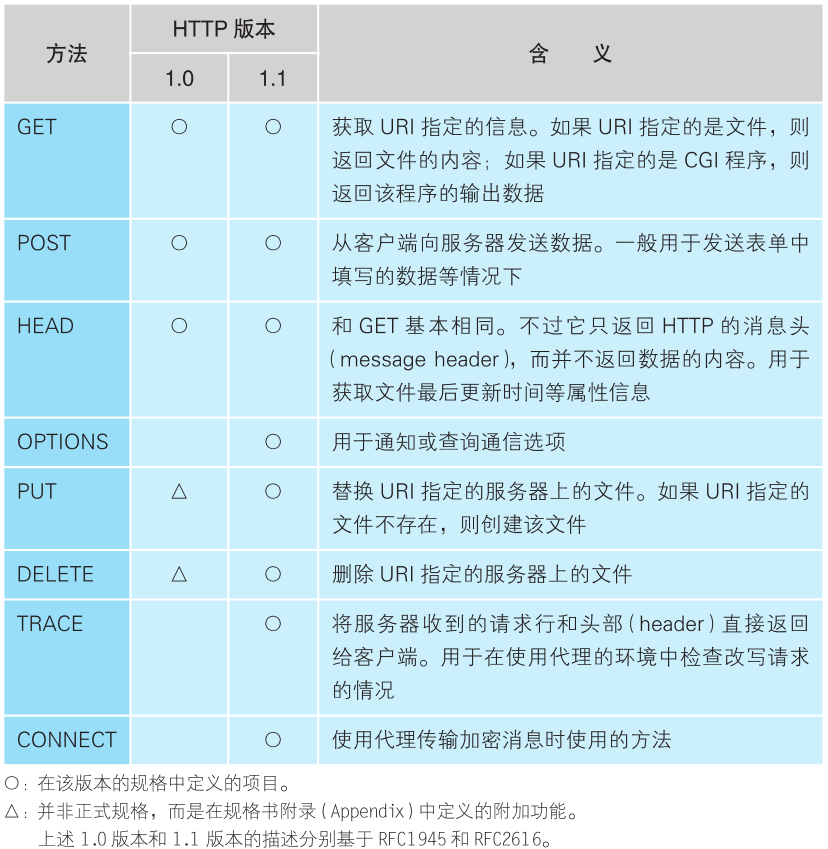 方法 HTTP 版本 含 义
1.0 1.1
GET ○ ○ 获取 URI 指定的信息。如果 URI 指定的是文件，则
返回文件的内容；如果 URI 指定的是 CGI 程序，则
返回该程序的输出数据
POST ○ ○ 从客户端向服务器发送数据。一般用于发送表单中
填写的数据等情况下
HEAD ○ ○ 和 GET 基本相同。不过它只返回 HTTP 的消息头
(message header)，而并不返回数据的内容。用于
获取文件最后更新时间等属性信息
OPTIONS ○ 用于通知或查询通信选项
PUT △ ○ 替换 URI 指定的服务器上的文件。如果 URI 指定的
文件不存在，则创建该文件
DELETE △ ○ 删除 URI 指定的服务器上的文件
TRACE ○ 将服务器收到的请求行和头部(header)直接返回
给客户端。用于在使用代理的环境中检查改写请求
的情况
CONNECT ○ 使用代理传输加密消息时使用的方法
○：在该版本的规格中定义的项目。
△：并非正式规格，而是在规格书附录(Appendix)中定义的附加功能。
上述 1.0 版本和 1.1 版本的描述分别基于 RFC1945 和 RFC2616。